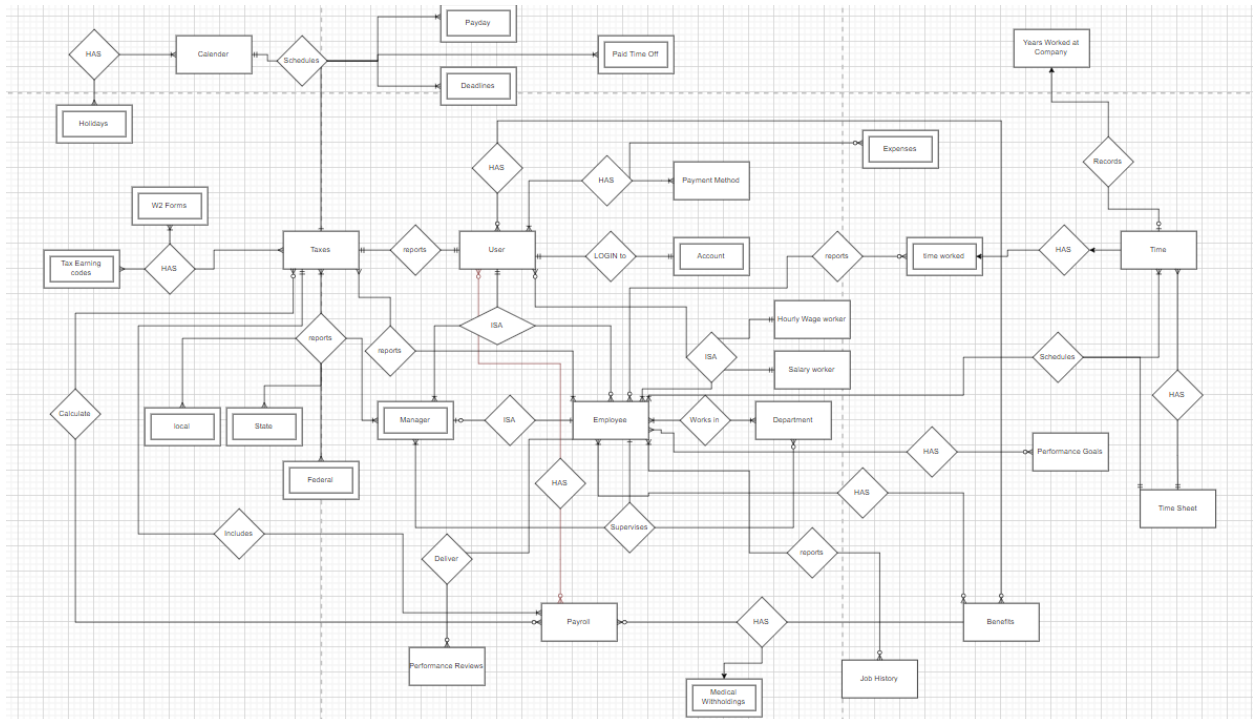 Payday
Years Worked at
Company
HAS
Calender
Schedules
Paid Time Off
Deadlines
Holidays
Expenses
HAS
HAS
Payment Method
Records
W2 Forms
Taxes
reports
User
LOGIN to
Account
reports
time worked
HAS
Time
Tax Earning
codes
HAS
Hourly Wage worker
ISA
reports
reports
ISA
Schedules
Salary worker
HAS
Calculate
local
State
Manager
ISA
Employee
Works in
Department
HAS
Performance Goals
Federal
HAS
HAS
Time Sheet
Includes
Supervises
Deliver
reports
Payroll
HAS
Benefits
Performance Reviews
Job History
Medical
Withholdings